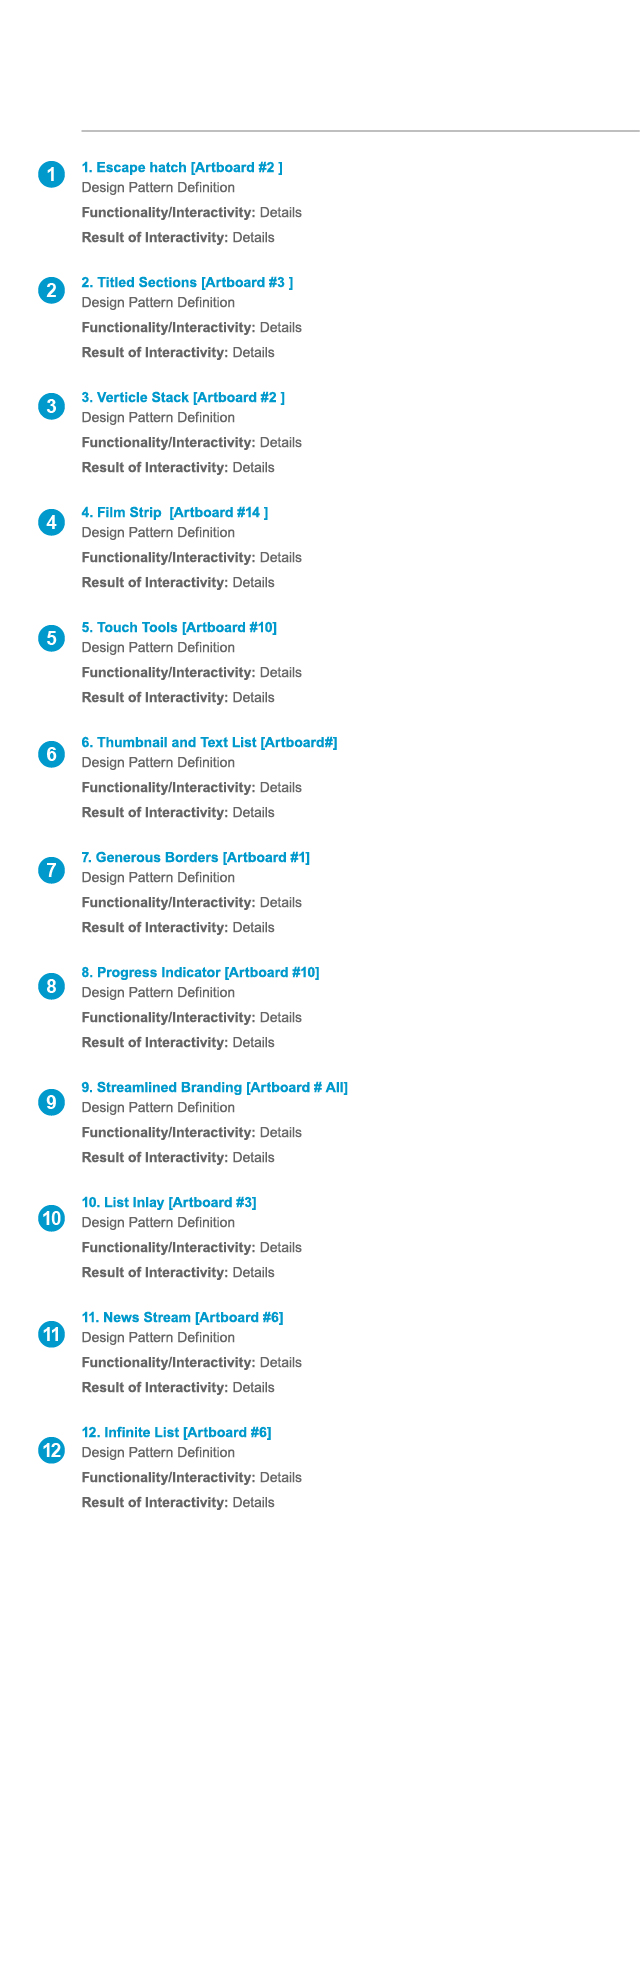 1
1. Escape hatch [Artboard #2 ]
Design Pattern Definition
Functionality/Interactivity: Details
Result of Interactivity: Details
2
2. Titled Sections [Artboard #3 ]
Design Pattern Definition
Functionality/Interactivity: Details
Result of Interactivity: Details
3
3. Verticle Stack [Artboard #2 ]
Design Pattern Definition
Functionality/Interactivity: Details
Result of Interactivity: Details
4
4. Film Strip  [Artboard #14 ]
Design Pattern Definition
Functionality/Interactivity: Details
Result of Interactivity: Details
5
5. Touch Tools [Artboard #10]
Design Pattern Definition
Functionality/Interactivity: Details
Result of Interactivity: Details
6
6. Thumbnail and Text List [Artboard#]
Design Pattern Definition
Functionality/Interactivity: Details
Result of Interactivity: Details
7
7. Generous Borders [Artboard #1]
Design Pattern Definition
Functionality/Interactivity: Details
Result of Interactivity: Details
8
8. Progress Indicator [Artboard #10]
Design Pattern Definition
Functionality/Interactivity: Details
Result of Interactivity: Details
9
9. Streamlined Branding [Artboard # All]
Design Pattern Definition
Functionality/Interactivity: Details
Result of Interactivity: Details
10
10. List Inlay [Artboard #3]
Design Pattern Definition
Functionality/Interactivity: Details
Result of Interactivity: Details
11
11. News Stream [Artboard #6]
Design Pattern Definition
Functionality/Interactivity: Details
Result of Interactivity: Details
12
12. Infinite List [Artboard #6]
Design Pattern Definition
Functionality/Interactivity: Details
Result of Interactivity: Details